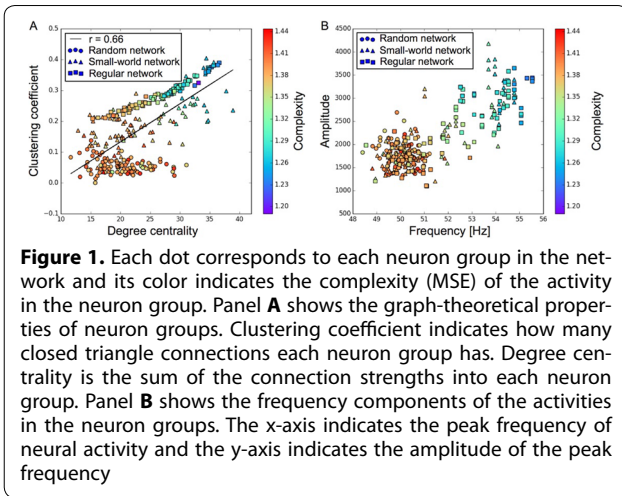 A
r = 0.66
Random network
Small-world network
Regular network
0.5
0.4
0.3
0.2
0.1
0.0
−0.1
Clustering coefficient
10 15 20 25 30 35 40
Degree centrality
1.44
1.41
1.38
1.35
1.32
1.29
1.26
1.23
1.20
Complexity
B
Random network
Small-world network
Regular network
4500
4000
3500
3000
2500
2000
1500
1000
500
Amplitude
48 49 50 51 52 53 54 55 56
Frequency [Hz]
1.44
1.41
1.38
1.35
1.32
1.29
1.26
1.23
1.20
Complexity
Figure 1. Each dot corresponds to each neuron group in the net-
work and its color indicates the complexity (MSE) of the activity
in the neuron group. Panel A shows the graph-theoretical proper-
ties of neuron groups. Clustering coefficient indicates how many
closed triangle connections each neuron group has. Degree cen-
trality is the sum of the connection strengths into each neuron
group. Panel B shows the frequency components of the activities
in the neuron groups. The x-axis indicates the peak frequency of
neural activity and the y-axis indicates the amplitude of the peak
frequency